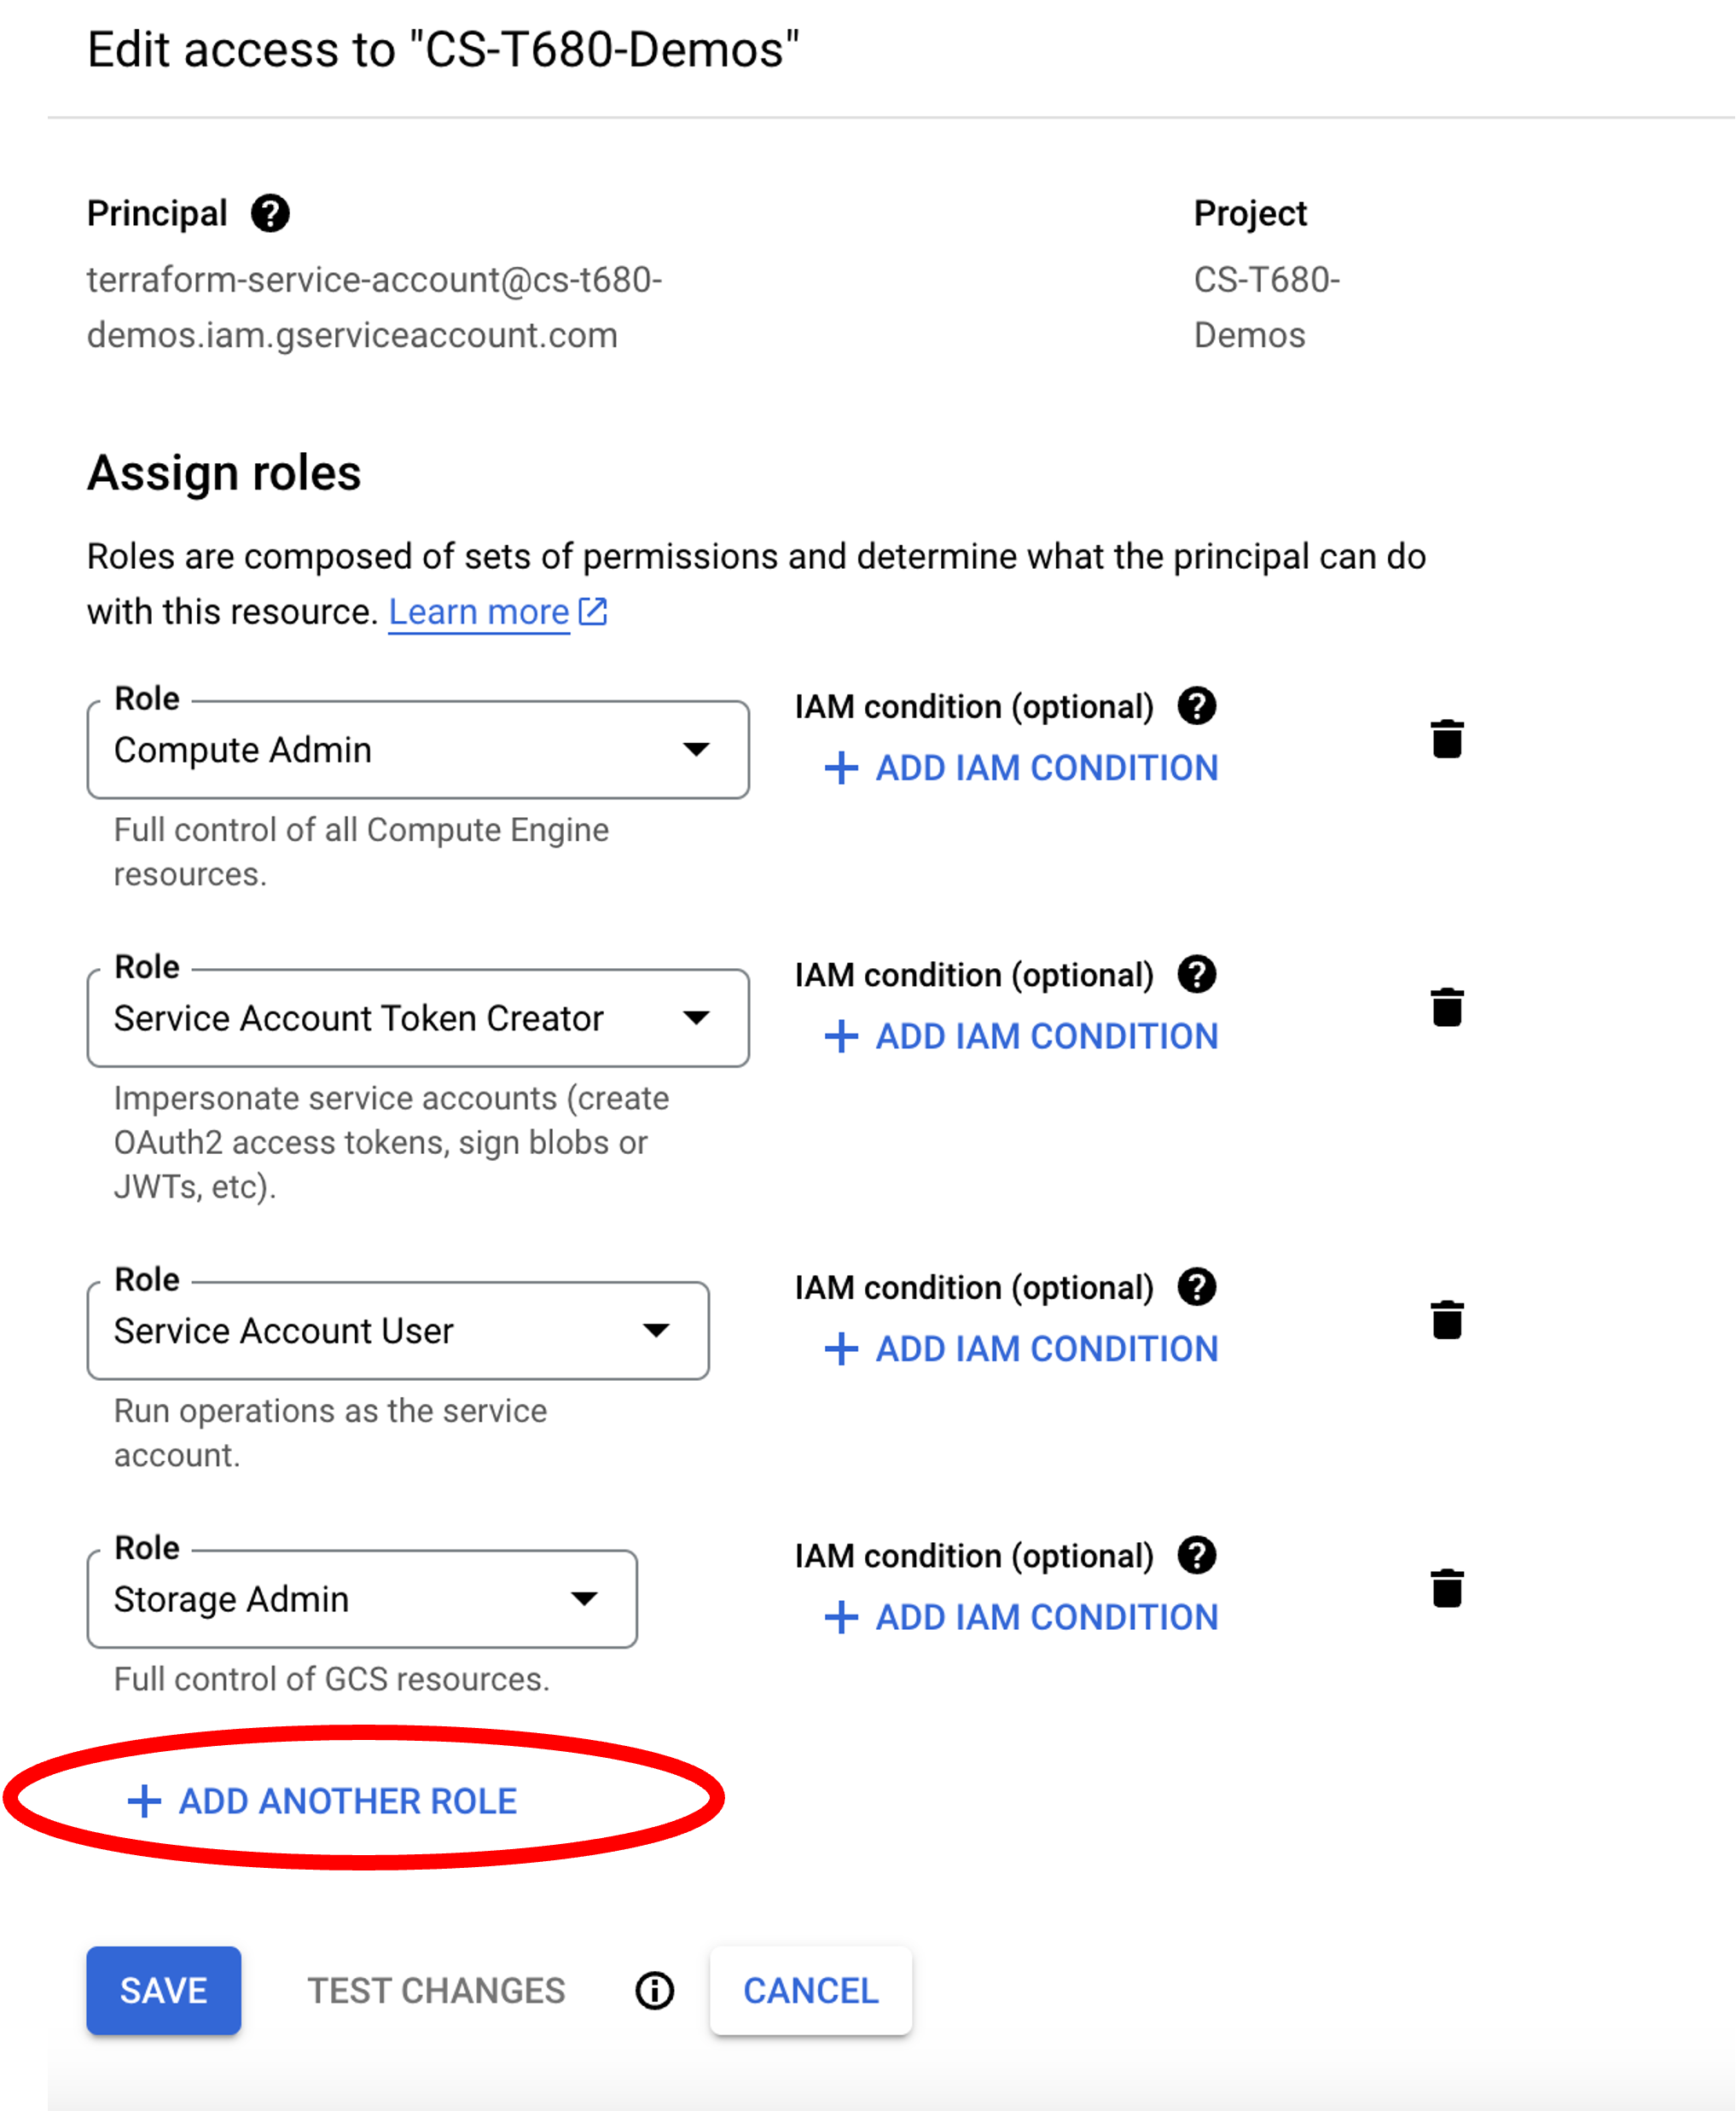 Edit access to "CS-T680-Demos"
Principal
Project
terraform-service-account@cs-t680-
demos.iam.gserviceaccount.com
CS-T680-
Demos
Assign roles
Roles are composed of sets of permissions and determine what the principal can do
with this resource. Learn more
Role
Compute Admin
IAM condition (optional)
+ ADD IAM CONDITION
Full control of all Compute Engine
resources.
Role
Service Account Token Creator
IAM condition (optional)
+ ADD IAM CONDITION
Impersonate service accounts (create
OAuth2 access tokens, sign blobs or
JWTs, etc).
Role
Service Account User
IAM condition (optional)
+ ADD IAM CONDITION
Run operations as the service
account.
Role
Storage Admin
IAM condition (optional)
+ ADD IAM CONDITION
Full control of GCS resources.
+ ADD ANOTHER ROLE
SAVE
TEST CHANGES
CANCEL